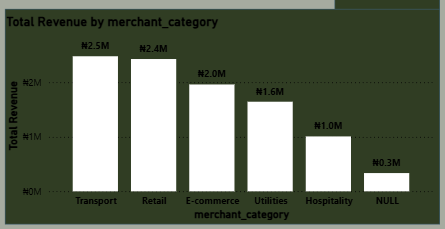 Total Revenue by merchant_category
₦2.5M
₦2.4M
₦2.0M
₦1.6M
₦1.0M
₦0.3M
₦2M
₦1M
₦0M
Total Revenue
Transport Retail E-commerce Utilities Hospitality NULL
merchant_category